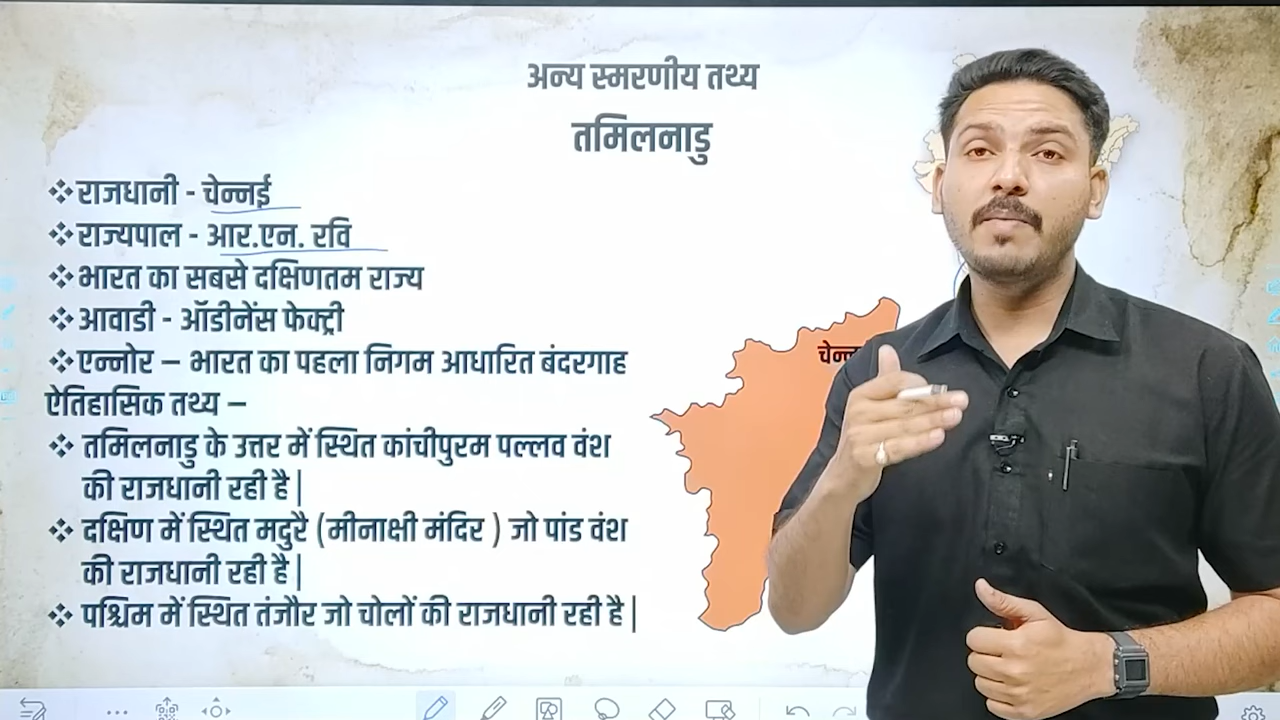 अन्य स्मरणीय तथ्य
तमिलनाडु
❖राजधानी - चेन्नई
❖राज्यपाल - आर.एन. रवि
❖भारत का सबसे दक्षिणतम राज्य
❖आवाडी - ऑडीनेंस फेक्ट्री
❖एन्नोर – भारत का पहला निगम आधारित बंदरगाह
ऐतिहासिक तथ्य –
❖ तमिलनाडु के उत्तर में स्थित कांचीपुरम पल्लव वंश
की राजधानी रही है |
❖ दक्षिण में स्थित मदुरै (मीनाक्षी मंदिर ) जो पांड वंश
की राजधानी रही है |
❖ पश्चिम में स्थित तंजौर जो चोलों की राजधानी रही है |